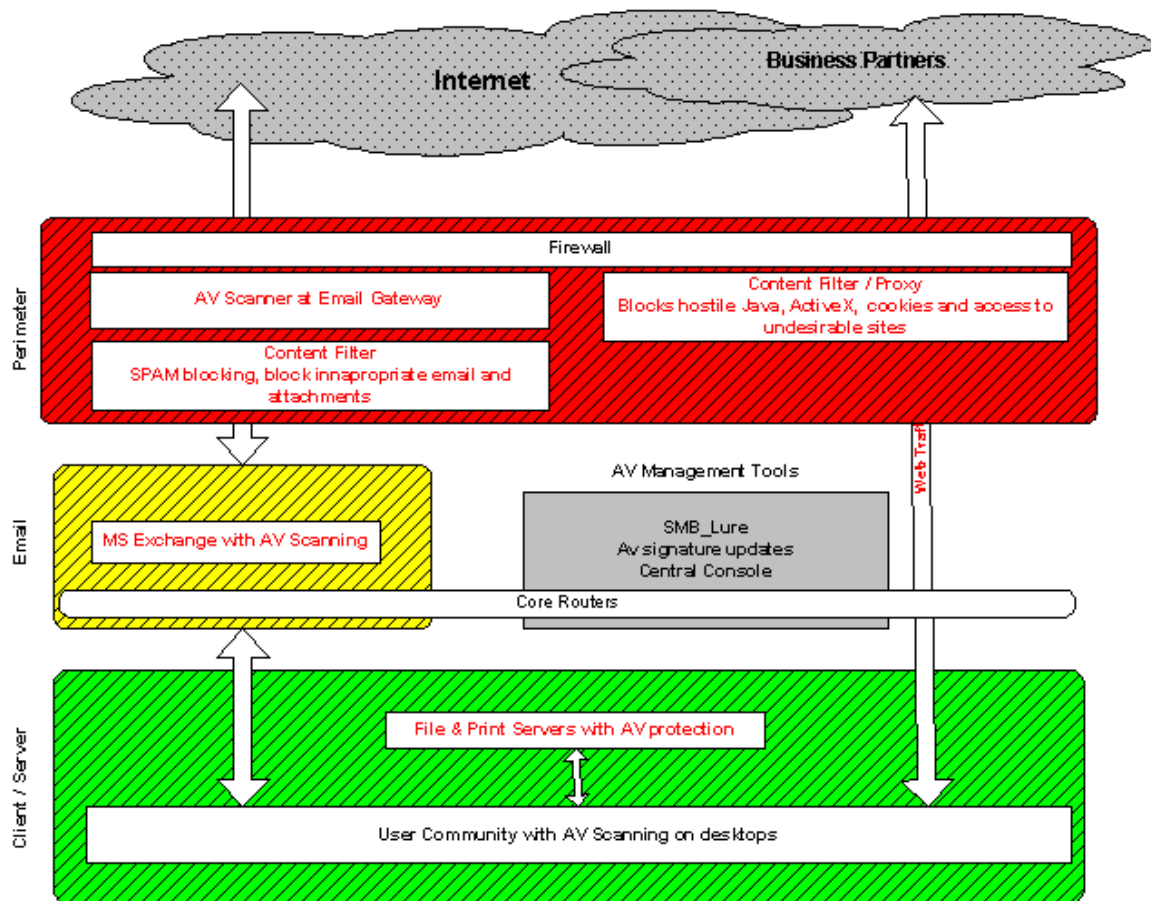 Internet
Business Partners
Perimeter
Firewall
AV Scanner at Email Gateway
Content Filter / Proxy
Blocks hostile Java, ActiveX, cookies and access to
undesirable sites
Content Filter
SPAM blocking, block innapropriate email and
attachments
Email
MS Exchange with AV Scanning
AV Management Tools
SMB_Lure
Av signature updates
Central Console
Web Traf
Core Routers
Client / Server
File & Print Servers with AV protection
User Community with AV Scanning on desktops